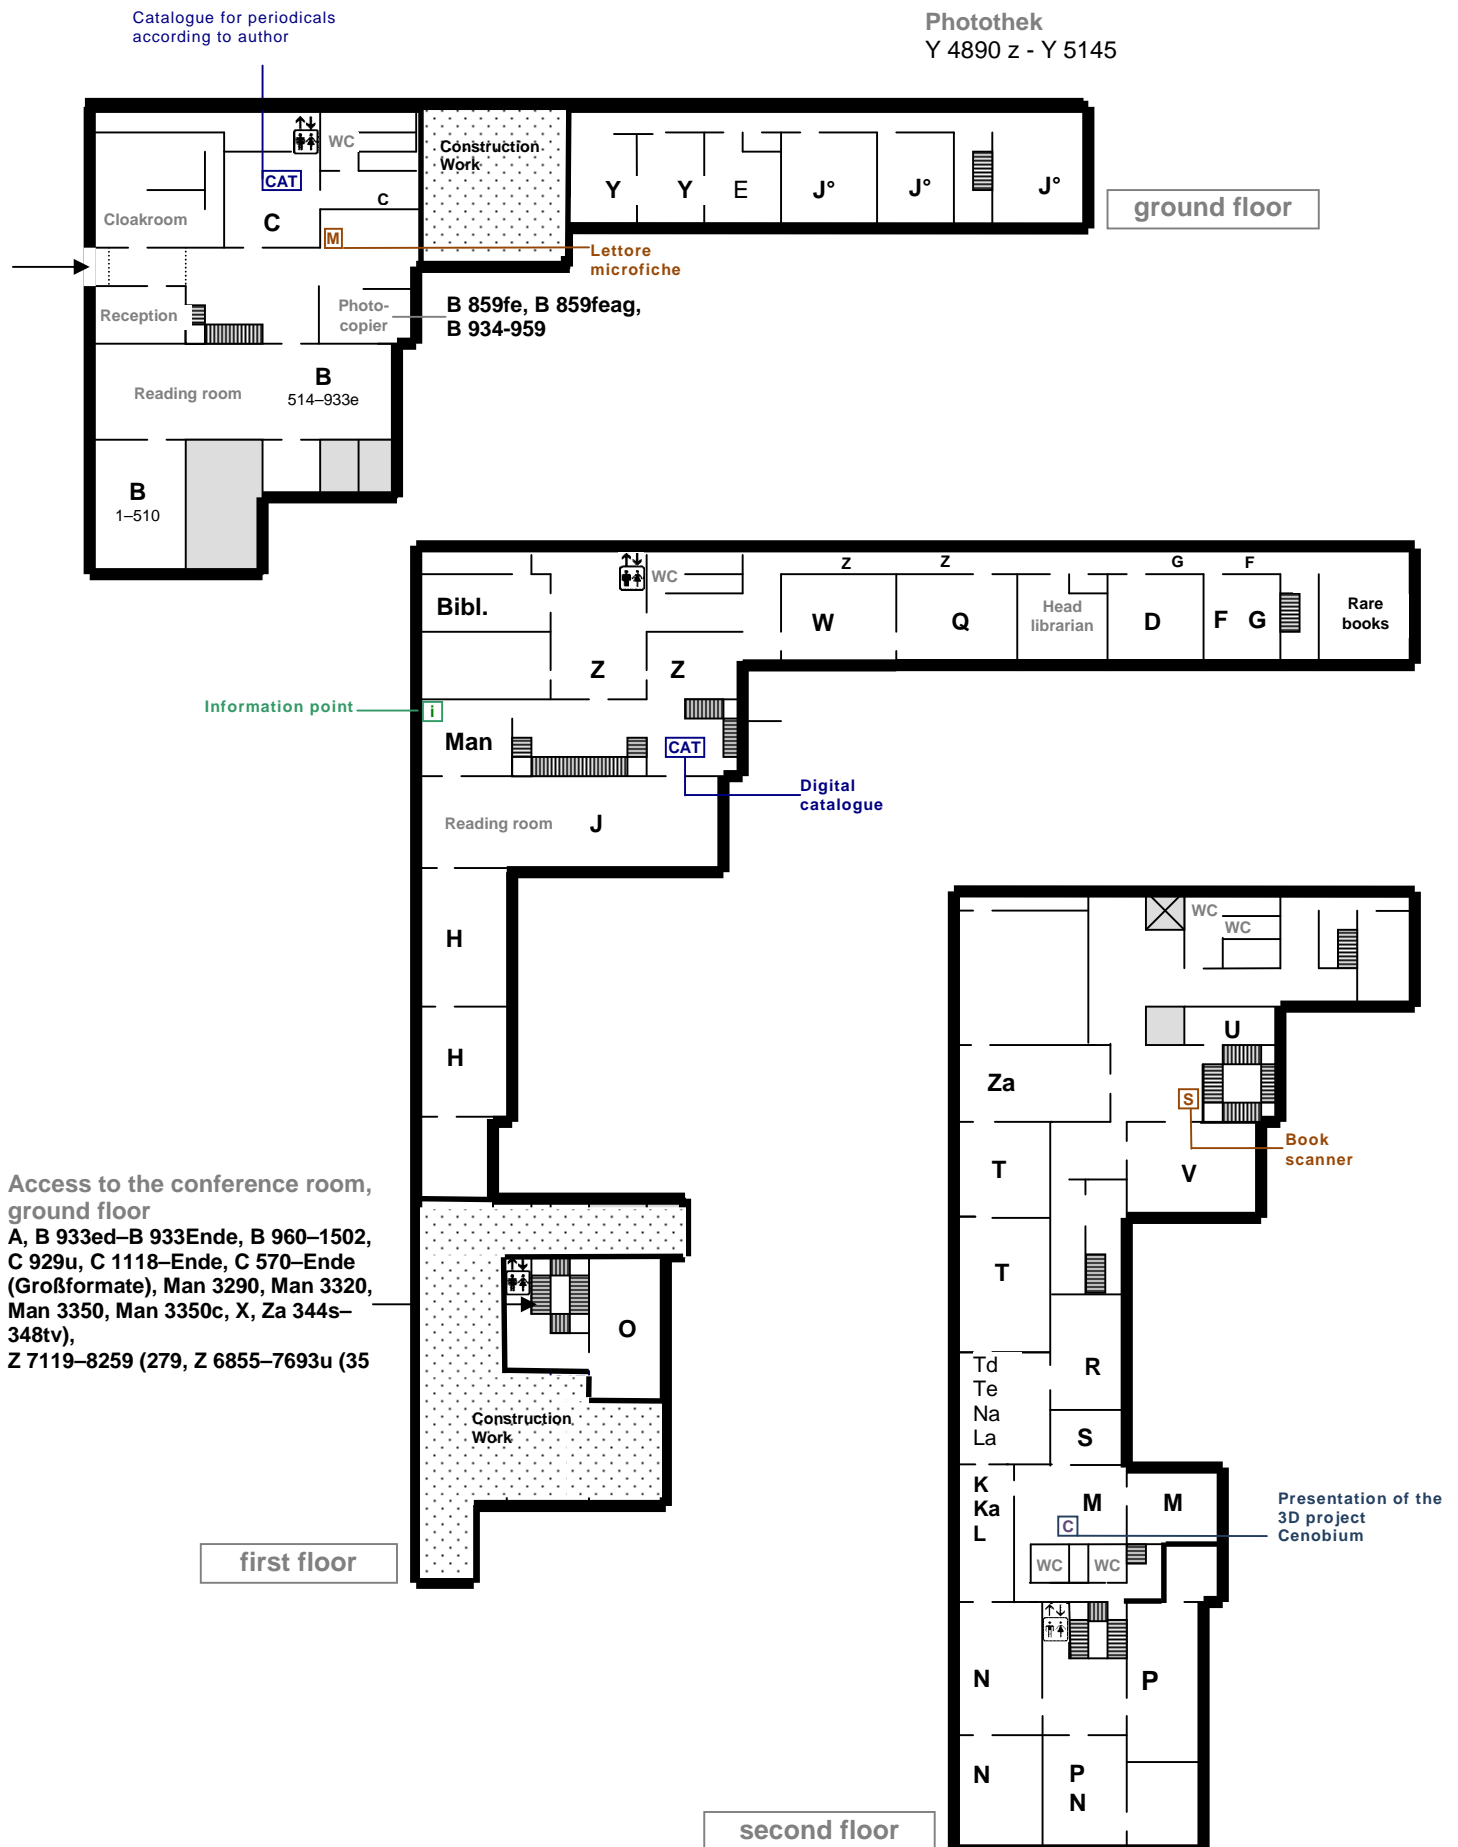 Catalogue for periodicals
according to author
Photothek
Y 4890 z - Y 5145
WC
Construction
Work
CAT
C
Cloakroom
C
M
Y
Y
E
J°
J°
J°
ground floor
Lettore
microfiche
Reception
Photo-
copier
B 859fe, B 859feag,
B 934-959
Reading room
B
514–933e
B
1–510
Bibl.
WC
Z
Z
G
F
W
Q
Head
librarian
D
F
G
Rare
books
Z
Z
Information point
i
Man
CAT
Digital
catalogue
Reading room
J
H
H
WC
WC
U
Za
S
Book
scanner
T
V
T
Access to the conference room,
ground floor
A, B 933ed–B 933Ende, B 960–1502,
C 929u, C 1118–Ende, C 570–Ende
(Großformate), Man 3290, Man 3320,
Man 3350, Man 3350c, X, Za 344s–
348tv),
Z 7119–8259 (279, Z 6855–7693u (35
O
Construction
Work
first floor
Td
Te
Na
La
R
S
K
Ka
L
M
M
C
Presentation of the
3D project
Cenobium
WC
WC
N
P
N
P
N
second floor